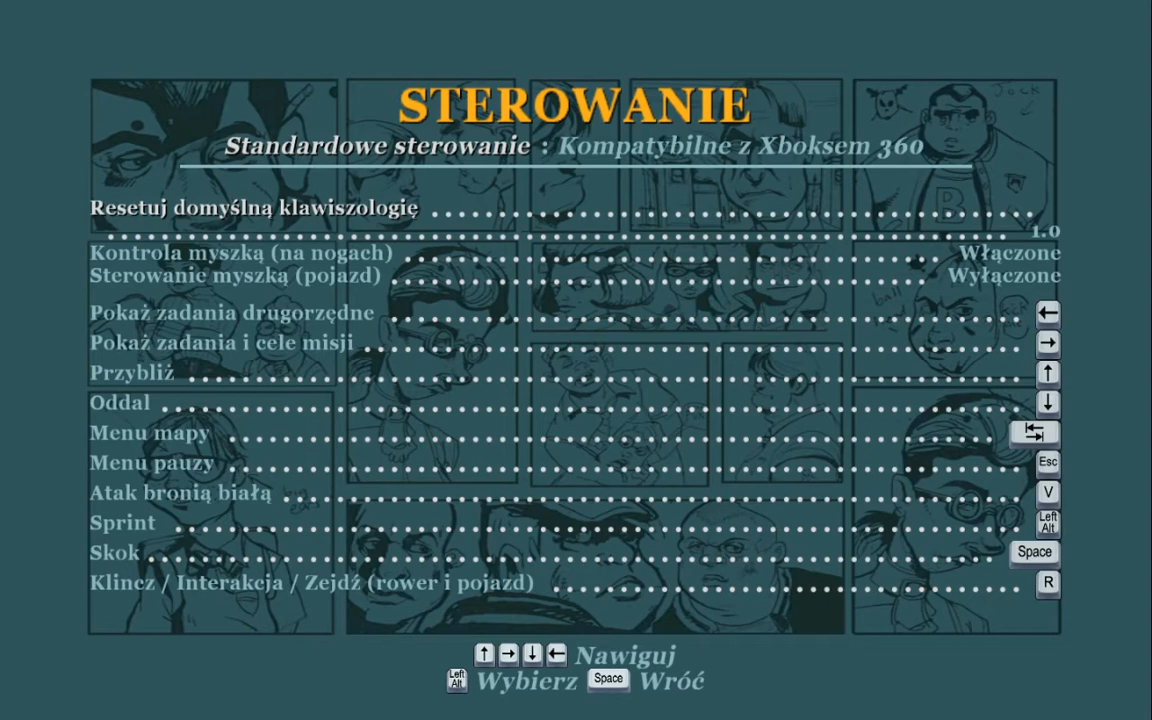 STEROWANIE
Standardowe sterowanie : Kompatybilne z Xboksem 360
Resetuj domyślną klawiszologię
1.0
Kontrola myszką (na nogach) Włączone
Sterowanie myszką (pojazd) Wyłączone
Pokaż zadania drugorzędne ←
Pokaż zadania i cele misji →
Przybliż ↑
Oddal ↓
Menu mapy
Menu pauzy Esc
Atak bronią białą V
Sprint Left Alt
Skok Space
Klincz / Interakcja / Zejdź (rower i pojazd) R
↑ → ↓ ← Nawiguj
Left Alt Wybierz Space Wróć
Jock
B